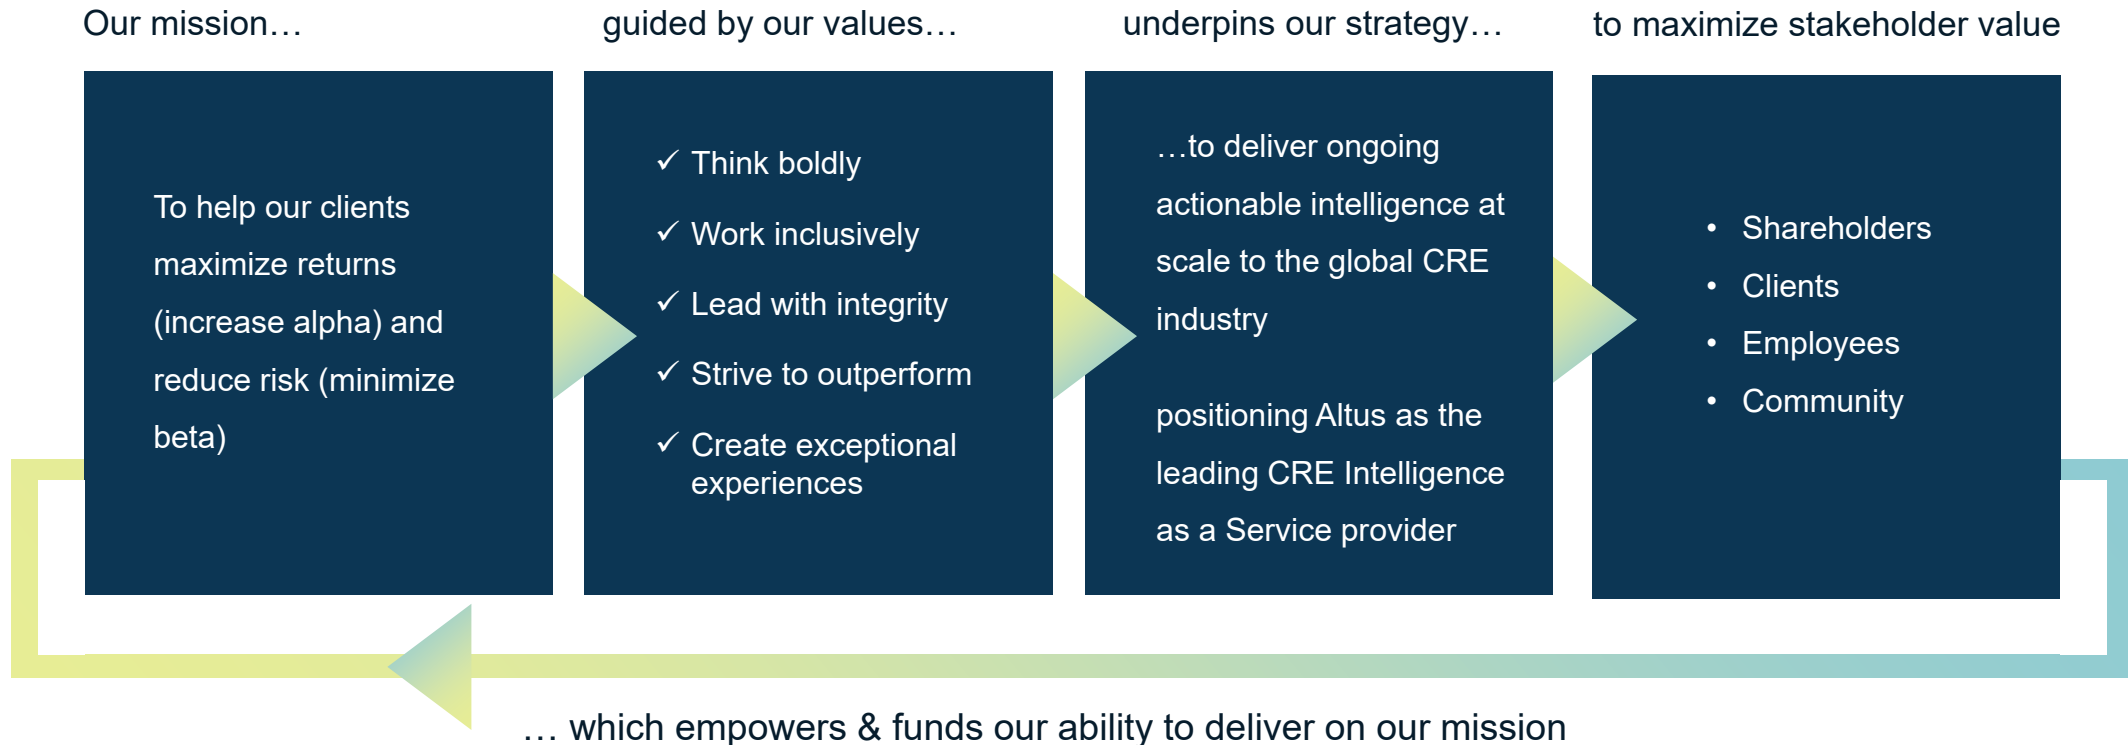 Our mission…
guided by our values…
underpins our strategy…
to maximize stakeholder value
To help our clients
maximize returns
(increase alpha) and
reduce risk (minimize
beta)
✓ Think boldly
✓ Work inclusively
✓ Lead with integrity
✓ Strive to outperform
✓ Create exceptional
experiences
…to deliver ongoing
actionable intelligence at
scale to the global CRE
industry
positioning Altus as the
leading CRE Intelligence
as a Service provider
• Shareholders
• Clients
• Employees
• Community
… which empowers & funds our ability to deliver on our mission